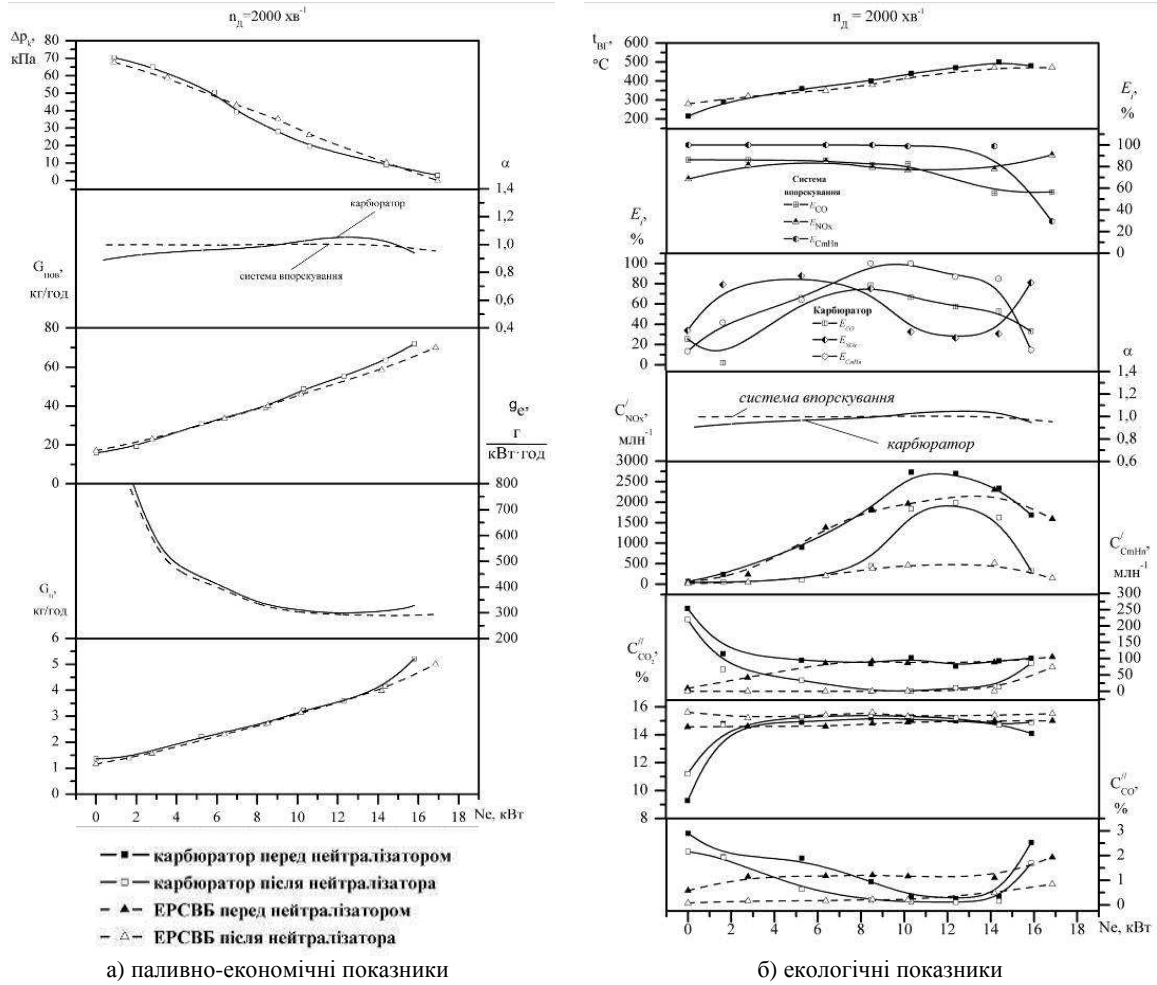 n_д=2000 хв⁻¹
Δp_k,
кПа
80
70
60
50
40
30
20
10
0
α
1,4
1,2
1,0
0,8
0,6
0,4
карбюратор
система впорскування
G_пов,
кг/год
80
60
40
20
0
g_e,
г
кВт·год
800
700
600
500
400
300
200
G_п,
кг/год
6
5
4
3
2
1
0
0 2 4 6 8 10 12 14 16 18
Ne, кВт
карбюратор перед нейтралізатором
карбюратор після нейтралізатора
ЕРСВБ перед нейтралізатором
ЕРСВБ після нейтралізатора
а) паливно-економічні показники
n_д = 2000 хв⁻¹
t_ВГ,
°C
600
500
400
300
200
E_i,
%
100
80
60
40
20
0
Система
впорскування
E_CO
E_NOx
E_CmHn
E_i,
%
100
80
60
40
20
0
Карбюратор
E_CO
E_NOx
E_CmHn
α
1,4
1,2
1,0
0,8
0,6
система впорскування
карбюратор
C^/_NOx,
млн⁻¹
3000
2500
2000
1500
1000
500
0
C^/_CmHn,
млн⁻¹
300
250
200
150
100
50
0
C^//_CO₂,
%
16
14
12
10
8
C^//_CO,
%
3
2
1
0
0 2 4 6 8 10 12 14 16 18
Ne, кВт
б) екологічні показники